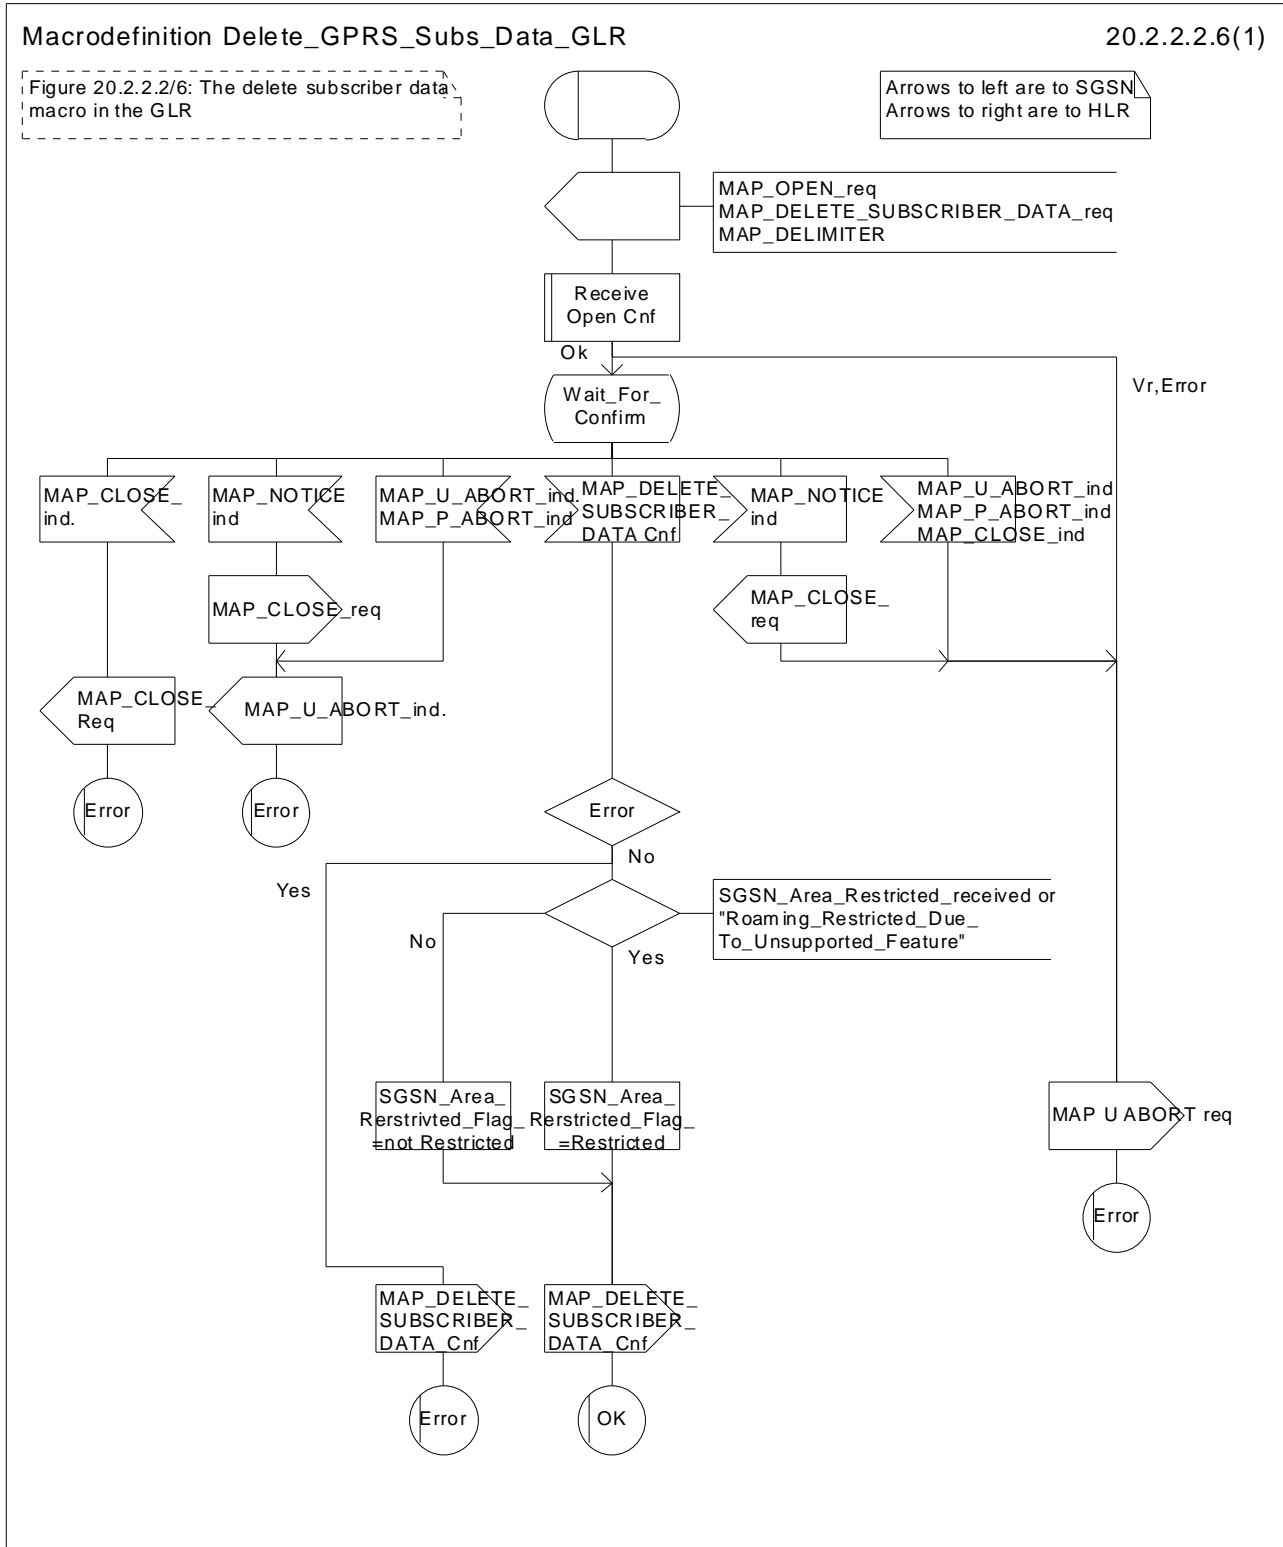 Macrodefinition Delete_GPRS_Subs_Data_GLR
20.2.2.2.6(1)
Figure 20.2.2.2/6: The delete subscriber data
macro in the GLR
Arrows to left are to SGSN
Arrows to right are to HLR
MAP_OPEN_req
MAP_DELETE_SUBSCRIBER_DATA_req
MAP_DELIMITER
Receive
Open Cnf
Ok
Vr,Error
Wait_For_
Confirm
MAP_CLOSE_
ind.
MAP_NOTICE
ind
MAP_U_ABORT_ind.
MAP_P_ABORT_ind
MAP_DELETE_
SUBSCRIBER_
DATA Cnf
MAP_NOTICE
ind
MAP_U_ABORT_ind
MAP_P_ABORT_ind
MAP_CLOSE_ind
MAP_CLOSE_req
MAP_CLOSE_
req
MAP_CLOSE_
Req
MAP_U_ABORT_ind.
Error
Error
Error
No
Yes
SGSN_Area_Restricted_received or
"Roaming_Restricted_Due_
To_Unsupported_Feature"
No
Yes
SGSN_Area_
Rerstrivted_Flag_
=not Restricted
SGSN_Area_
Rerstricted_Flag_
=Restricted
MAP U ABORT req
Error
MAP_DELETE_
SUBSCRIBER_
DATA_Cnf
MAP_DELETE_
SUBSCRIBER_
DATA_Cnf
Error
OK